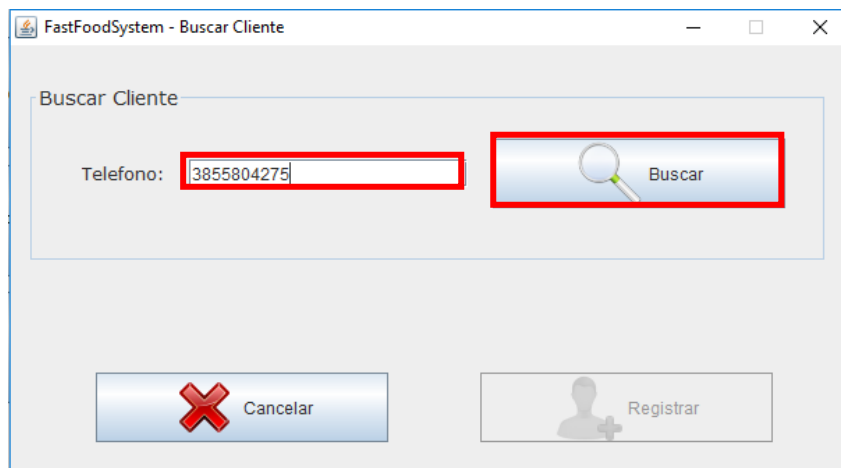 FastFoodSystem - Buscar Cliente
Buscar Cliente
Telefono: 3855804275 Buscar
Cancelar Registrar